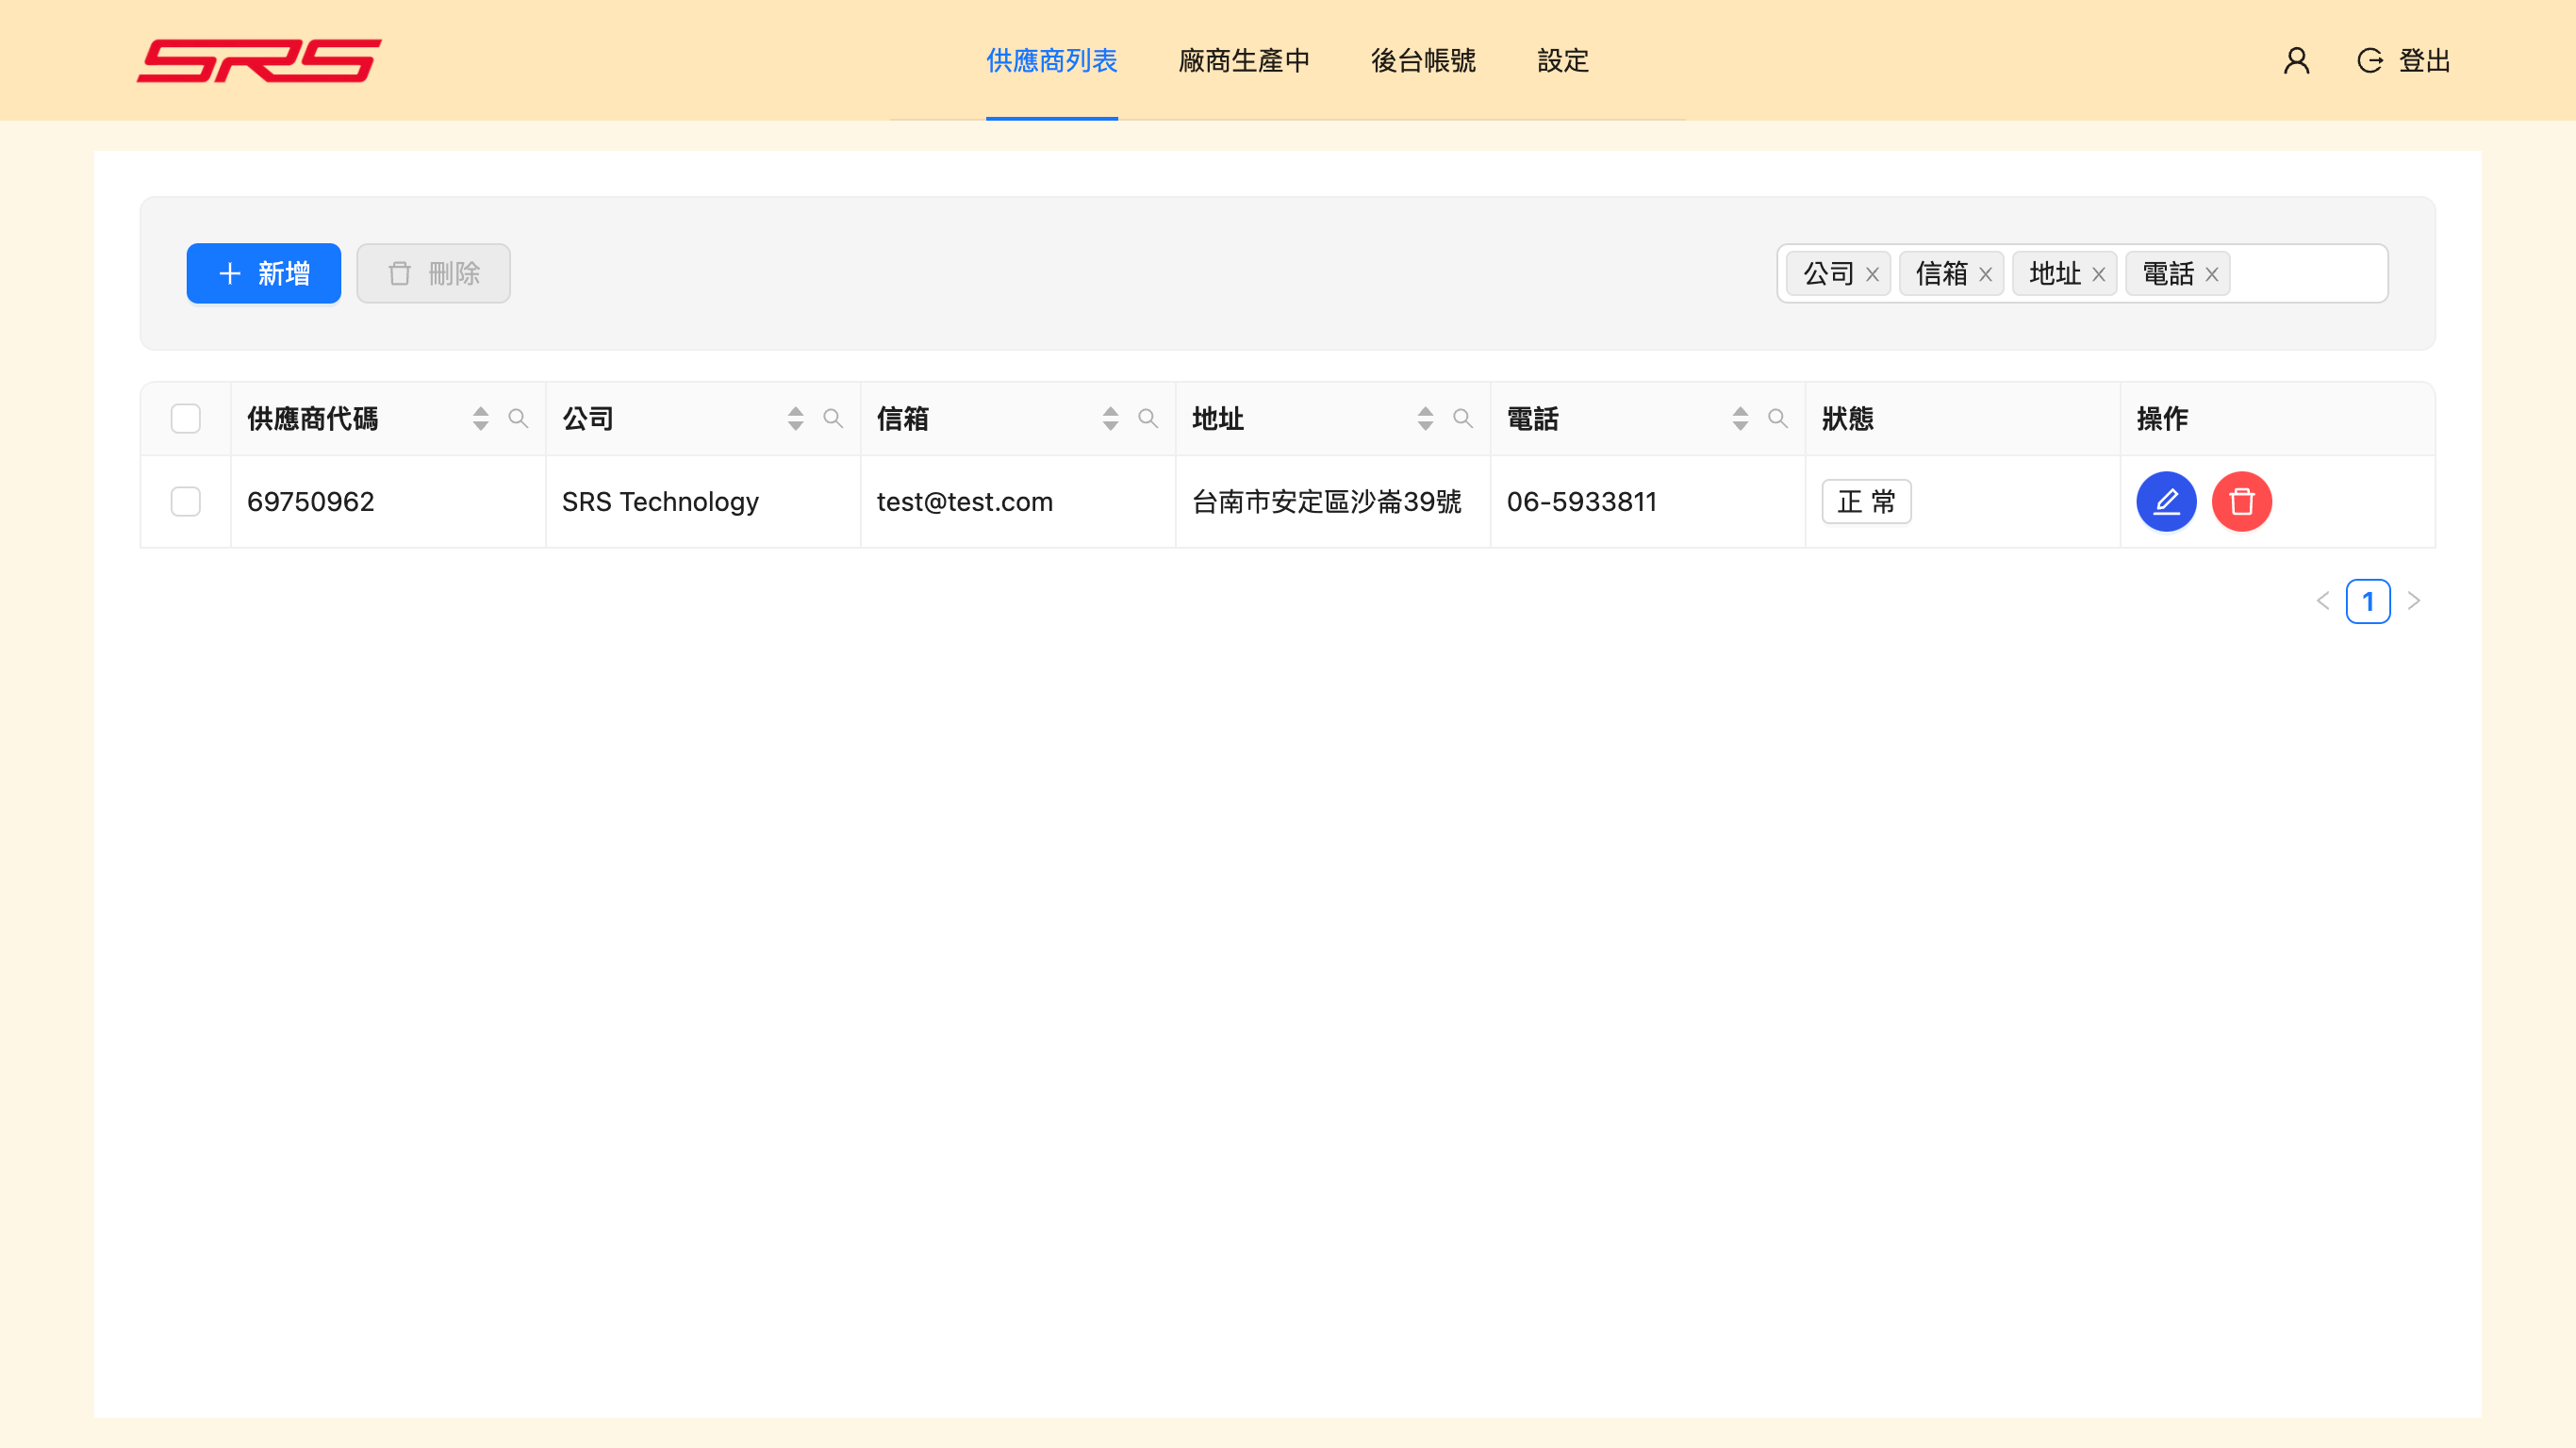 SRS 供應商列表 廠商生產中 後台帳號 設定 登出
新增 刪除 公司 信箱 地址 電話
供應商代碼 公司 信箱 地址 電話 狀態 操作
69750962 SRS Technology test@test.com 台南市安定區沙崙39號 06-5933811 正常
1